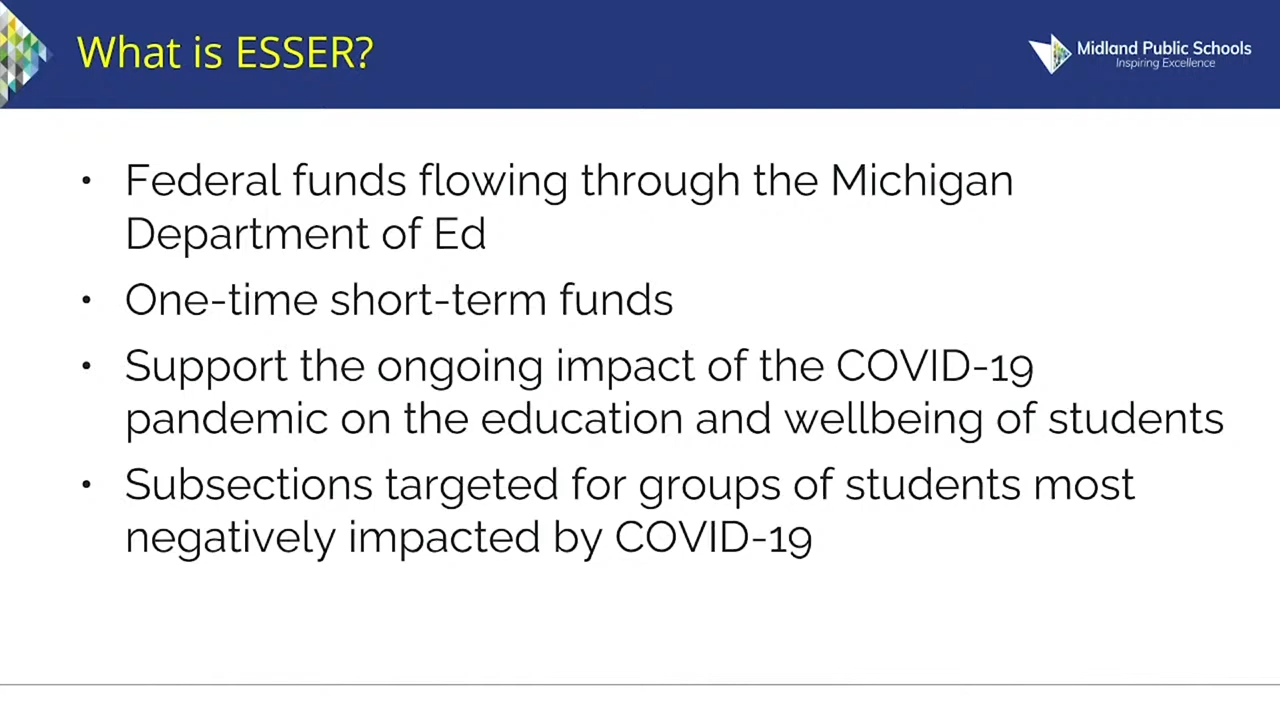 What is ESSER?
Midland Public Schools
Inspiring Excellence
• Federal funds flowing through the Michigan
Department of Ed
• One-time short-term funds
• Support the ongoing impact of the COVID-19
pandemic on the education and wellbeing of students
• Subsections targeted for groups of students most
negatively impacted by COVID-19